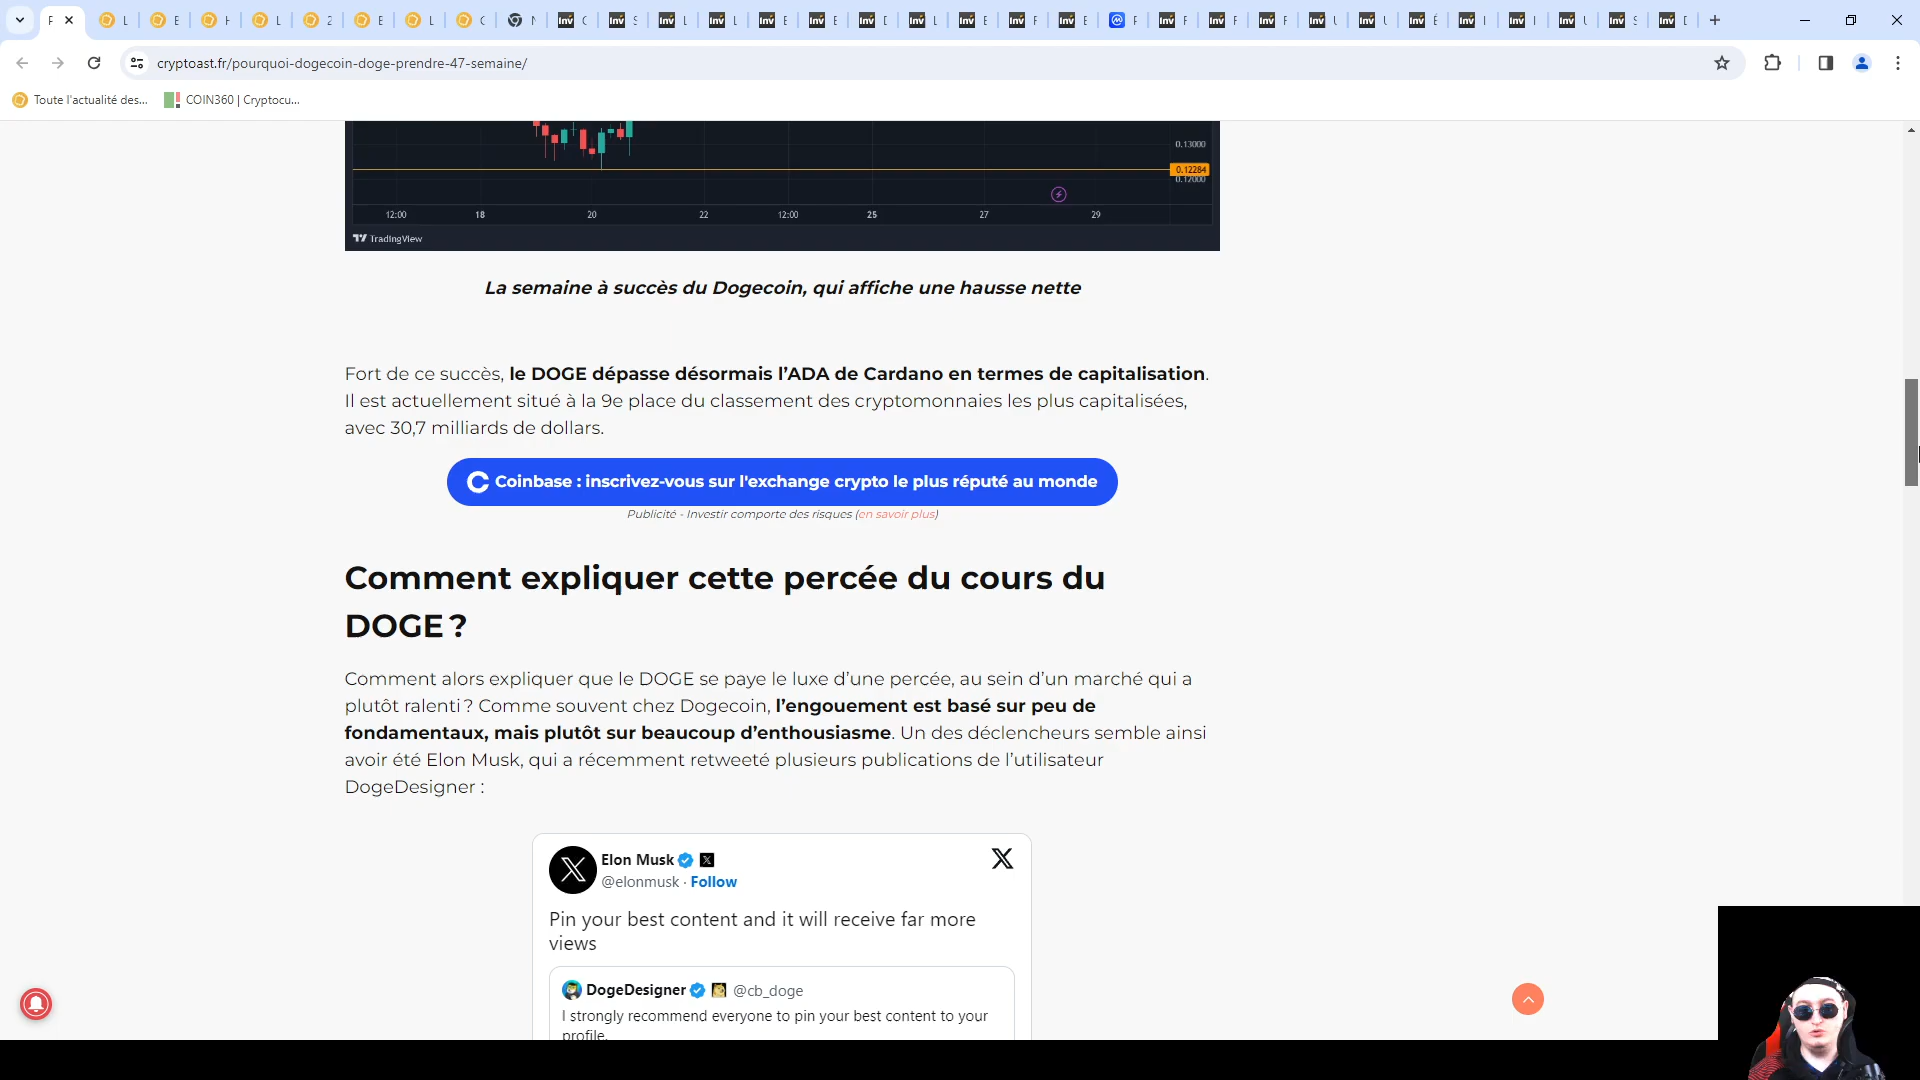 cryptoast.fr/pourquoi-dogecoin-doge-prendre-47-semaine/
Toute l'actualité des...
COIN360 | Cryptocu...
0.13000
0.12284
0.12000
12:00 18 20 22 12:00 25 27 29
TradingView
La semaine à succès du Dogecoin, qui affiche une hausse nette
Fort de ce succès, le DOGE dépasse désormais l’ADA de Cardano en termes de capitalisation.
Il est actuellement situé à la 9e place du classement des cryptomonnaies les plus capitalisées,
avec 30,7 milliards de dollars.
Coinbase : inscrivez-vous sur l'exchange crypto le plus réputé au monde
Publicité - Investir comporte des risques (en savoir plus)
Comment expliquer cette percée du cours du
DOGE ?
Comment alors expliquer que le DOGE se paye le luxe d’une percée, au sein d’un marché qui a
plutôt ralenti ? Comme souvent chez Dogecoin, l’engouement est basé sur peu de
fondamentaux, mais plutôt sur beaucoup d’enthousiasme. Un des déclencheurs semble ainsi
avoir été Elon Musk, qui a récemment retweeté plusieurs publications de l’utilisateur
DogeDesigner :
Elon Musk
@elonmusk · Follow
Pin your best content and it will receive far more
views
DogeDesigner @cb_doge
I strongly recommend everyone to pin your best content to your
profile.